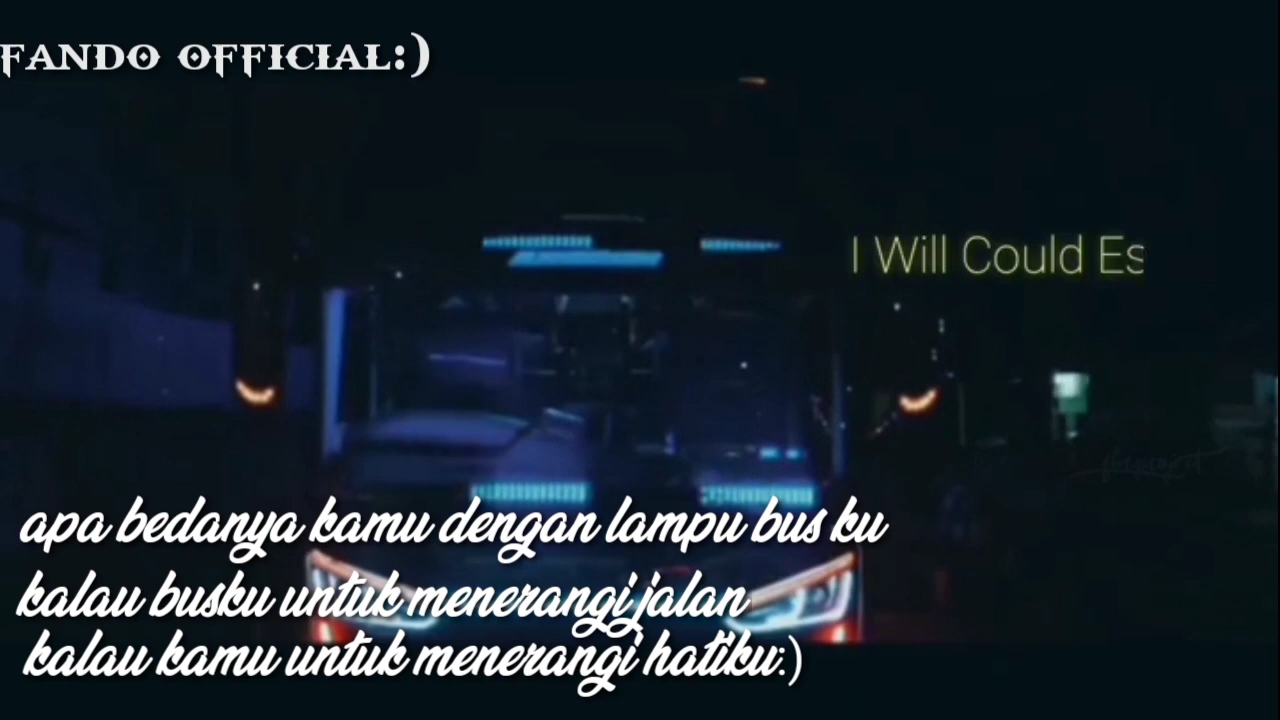 FANDO OFFICIAL:)
I Will Could Es
apa bedanya kamu dengan lampu bus ku
kalau busku untuk menerangi jalan
kalau kamu untuk menerangi hatiku:)